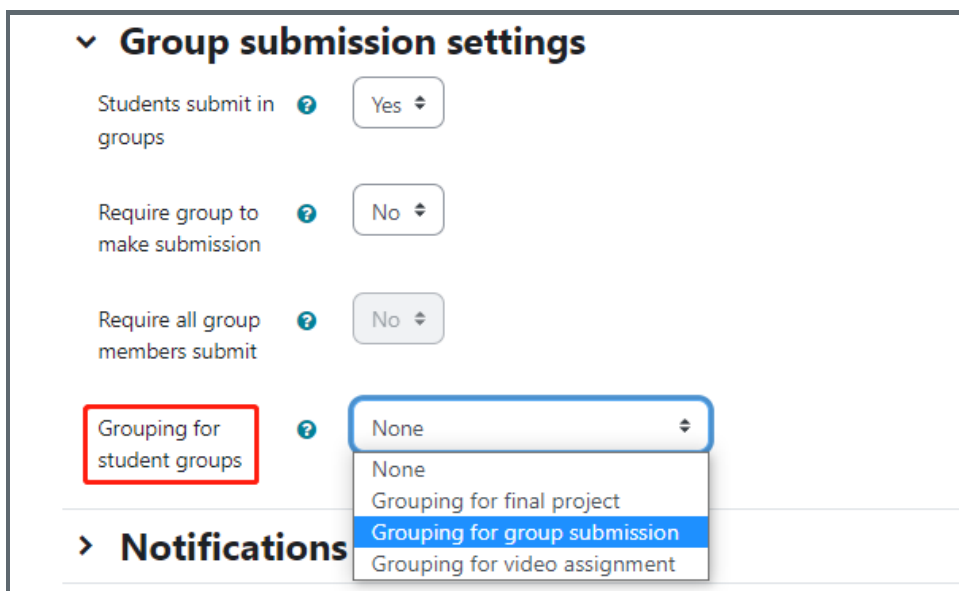 Group submission settings
Students submit in
groups
Yes
Require group to
make submission
No
Require all group
members submit
No
Grouping for
student groups
None
None
Grouping for final project
Grouping for group submission
Grouping for video assignment
Notifications